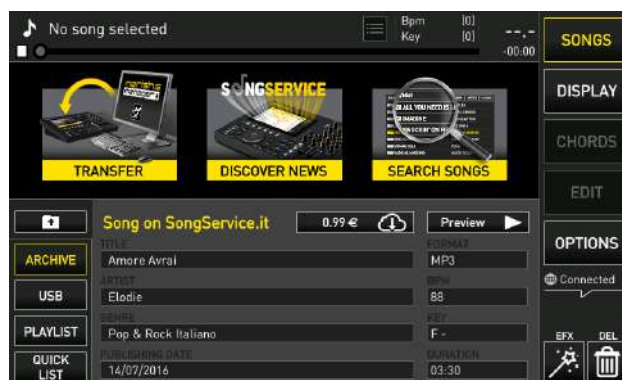 No song selected
Bpm [0]
Key [0]
--.-
-00:00
SONGS
DISPLAY
CHORDS
EDIT
OPTIONS
Connected
EFX DEL
TRANSFER
SONGSERVICE
DISCOVER NEWS
SEARCH SONGS
Song on SongService.it
0.99 €
Preview
ARCHIVE
USB
PLAYLIST
QUICK
LIST
TITLE
Amore Avrai
FORMAT
MP3
ARTIST
Elodie
BPM
88
GENRE
Pop & Rock Italiano
KEY
F -
PUBLISHING DATE
14/07/2016
DURATION
03:30